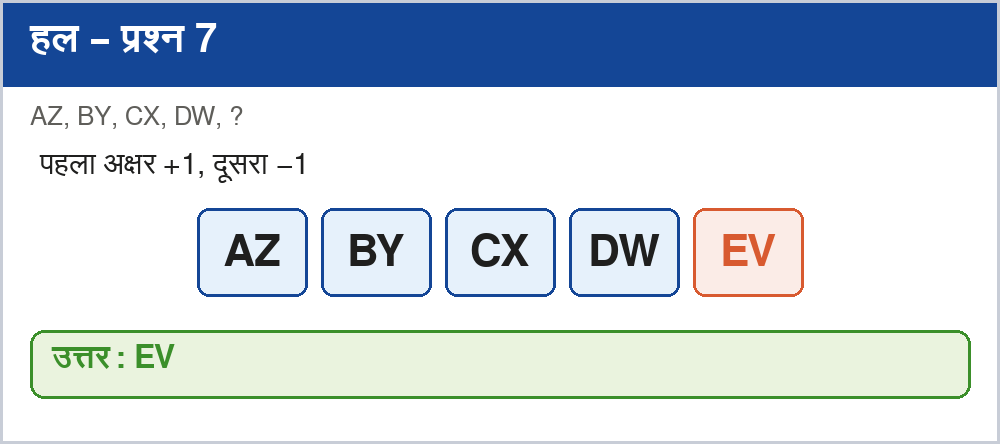 हल – प्रश्न 7
AZ, BY, CX, DW, ?
पहला अक्षर +1, दूसरा −1
AZ BY CX DW EV
उत्तर : EV